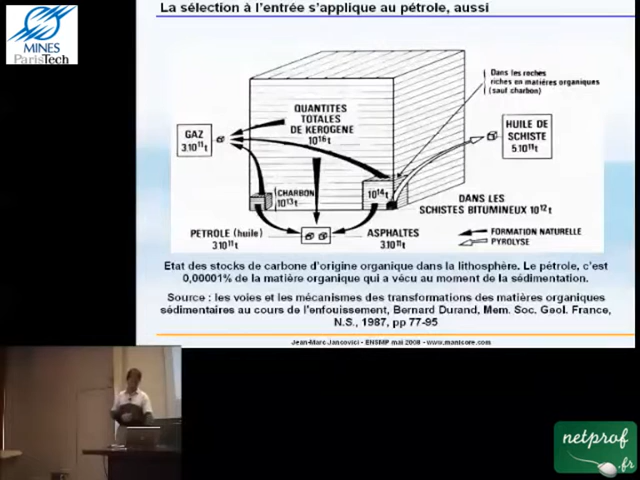 La sélection à l'entrée s'applique au pétrole, aussi
MINES
ParisTech
Dans les roches
riches en matières organiques
(sauf charbon)
QUANTITES
TOTALES
DE KEROGENE
10¹⁶t
GAZ
3.10¹¹t
HUILE DE
SCHISTE
5.10¹¹t
CHARBON
10¹³t
10¹⁴t
DANS LES
SCHISTES BITUMINEUX 10¹²t
PETROLE (huile)
3.10¹¹t
ASPHALTES
3.10¹¹t
FORMATION NATURELLE
PYROLYSE
Etat des stocks de carbone d'origine organique dans la lithosphère. Le pétrole, c'est
0,00001% de la matière organique qui a vécu au moment de la sédimentation.
Source : les voies et les mécanismes des transformations des matières organiques
sédimentaires au cours de l'enfouissement, Bernard Durand, Mem. Soc. Geol. France,
N.S., 1987, pp 77-95
Jean-Marc Jancovici - ENSMP mai 2008 - www.manicore.com
netprof
.fr